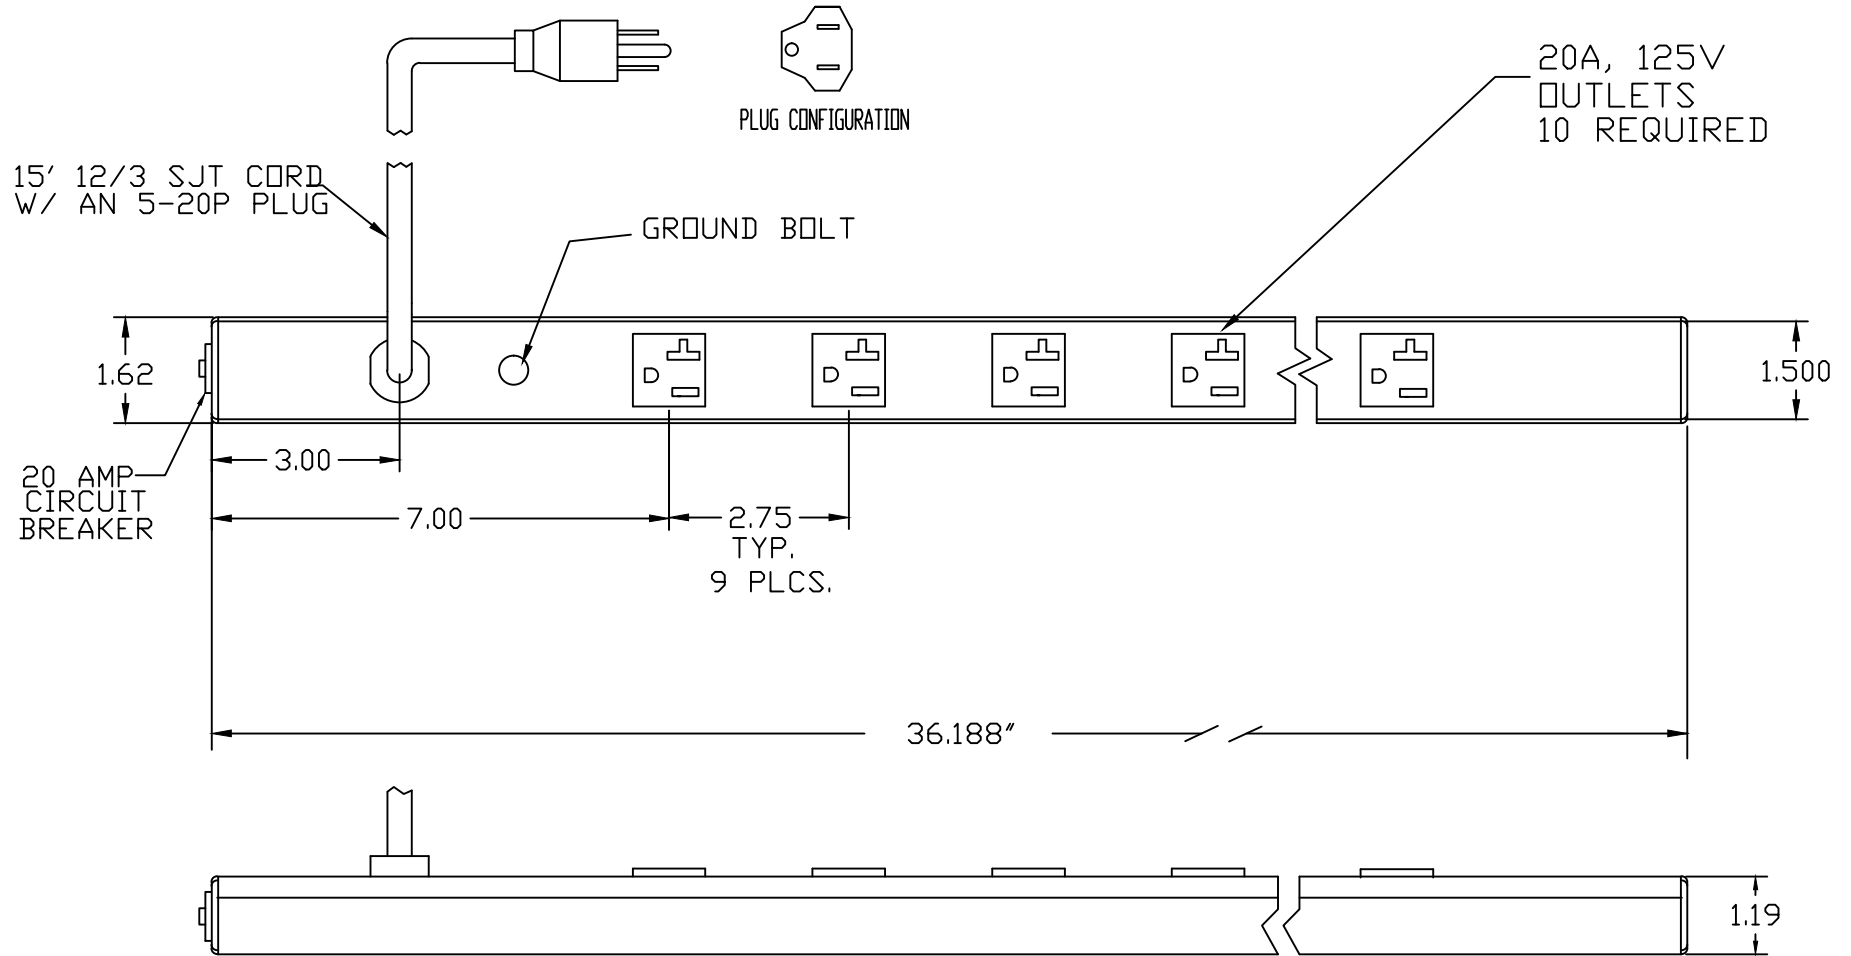 PLUG CONFIGURATION
20A, 125V
OUTLETS
10 REQUIRED
15' 12/3 SJT CORD
W/ AN 5-20P PLUG
GROUND BOLT
1.62
1.500
3.00
20 AMP
CIRCUIT
BREAKER
7.00
2.75
TYP.
9 PLCS.
36.188"
1.19